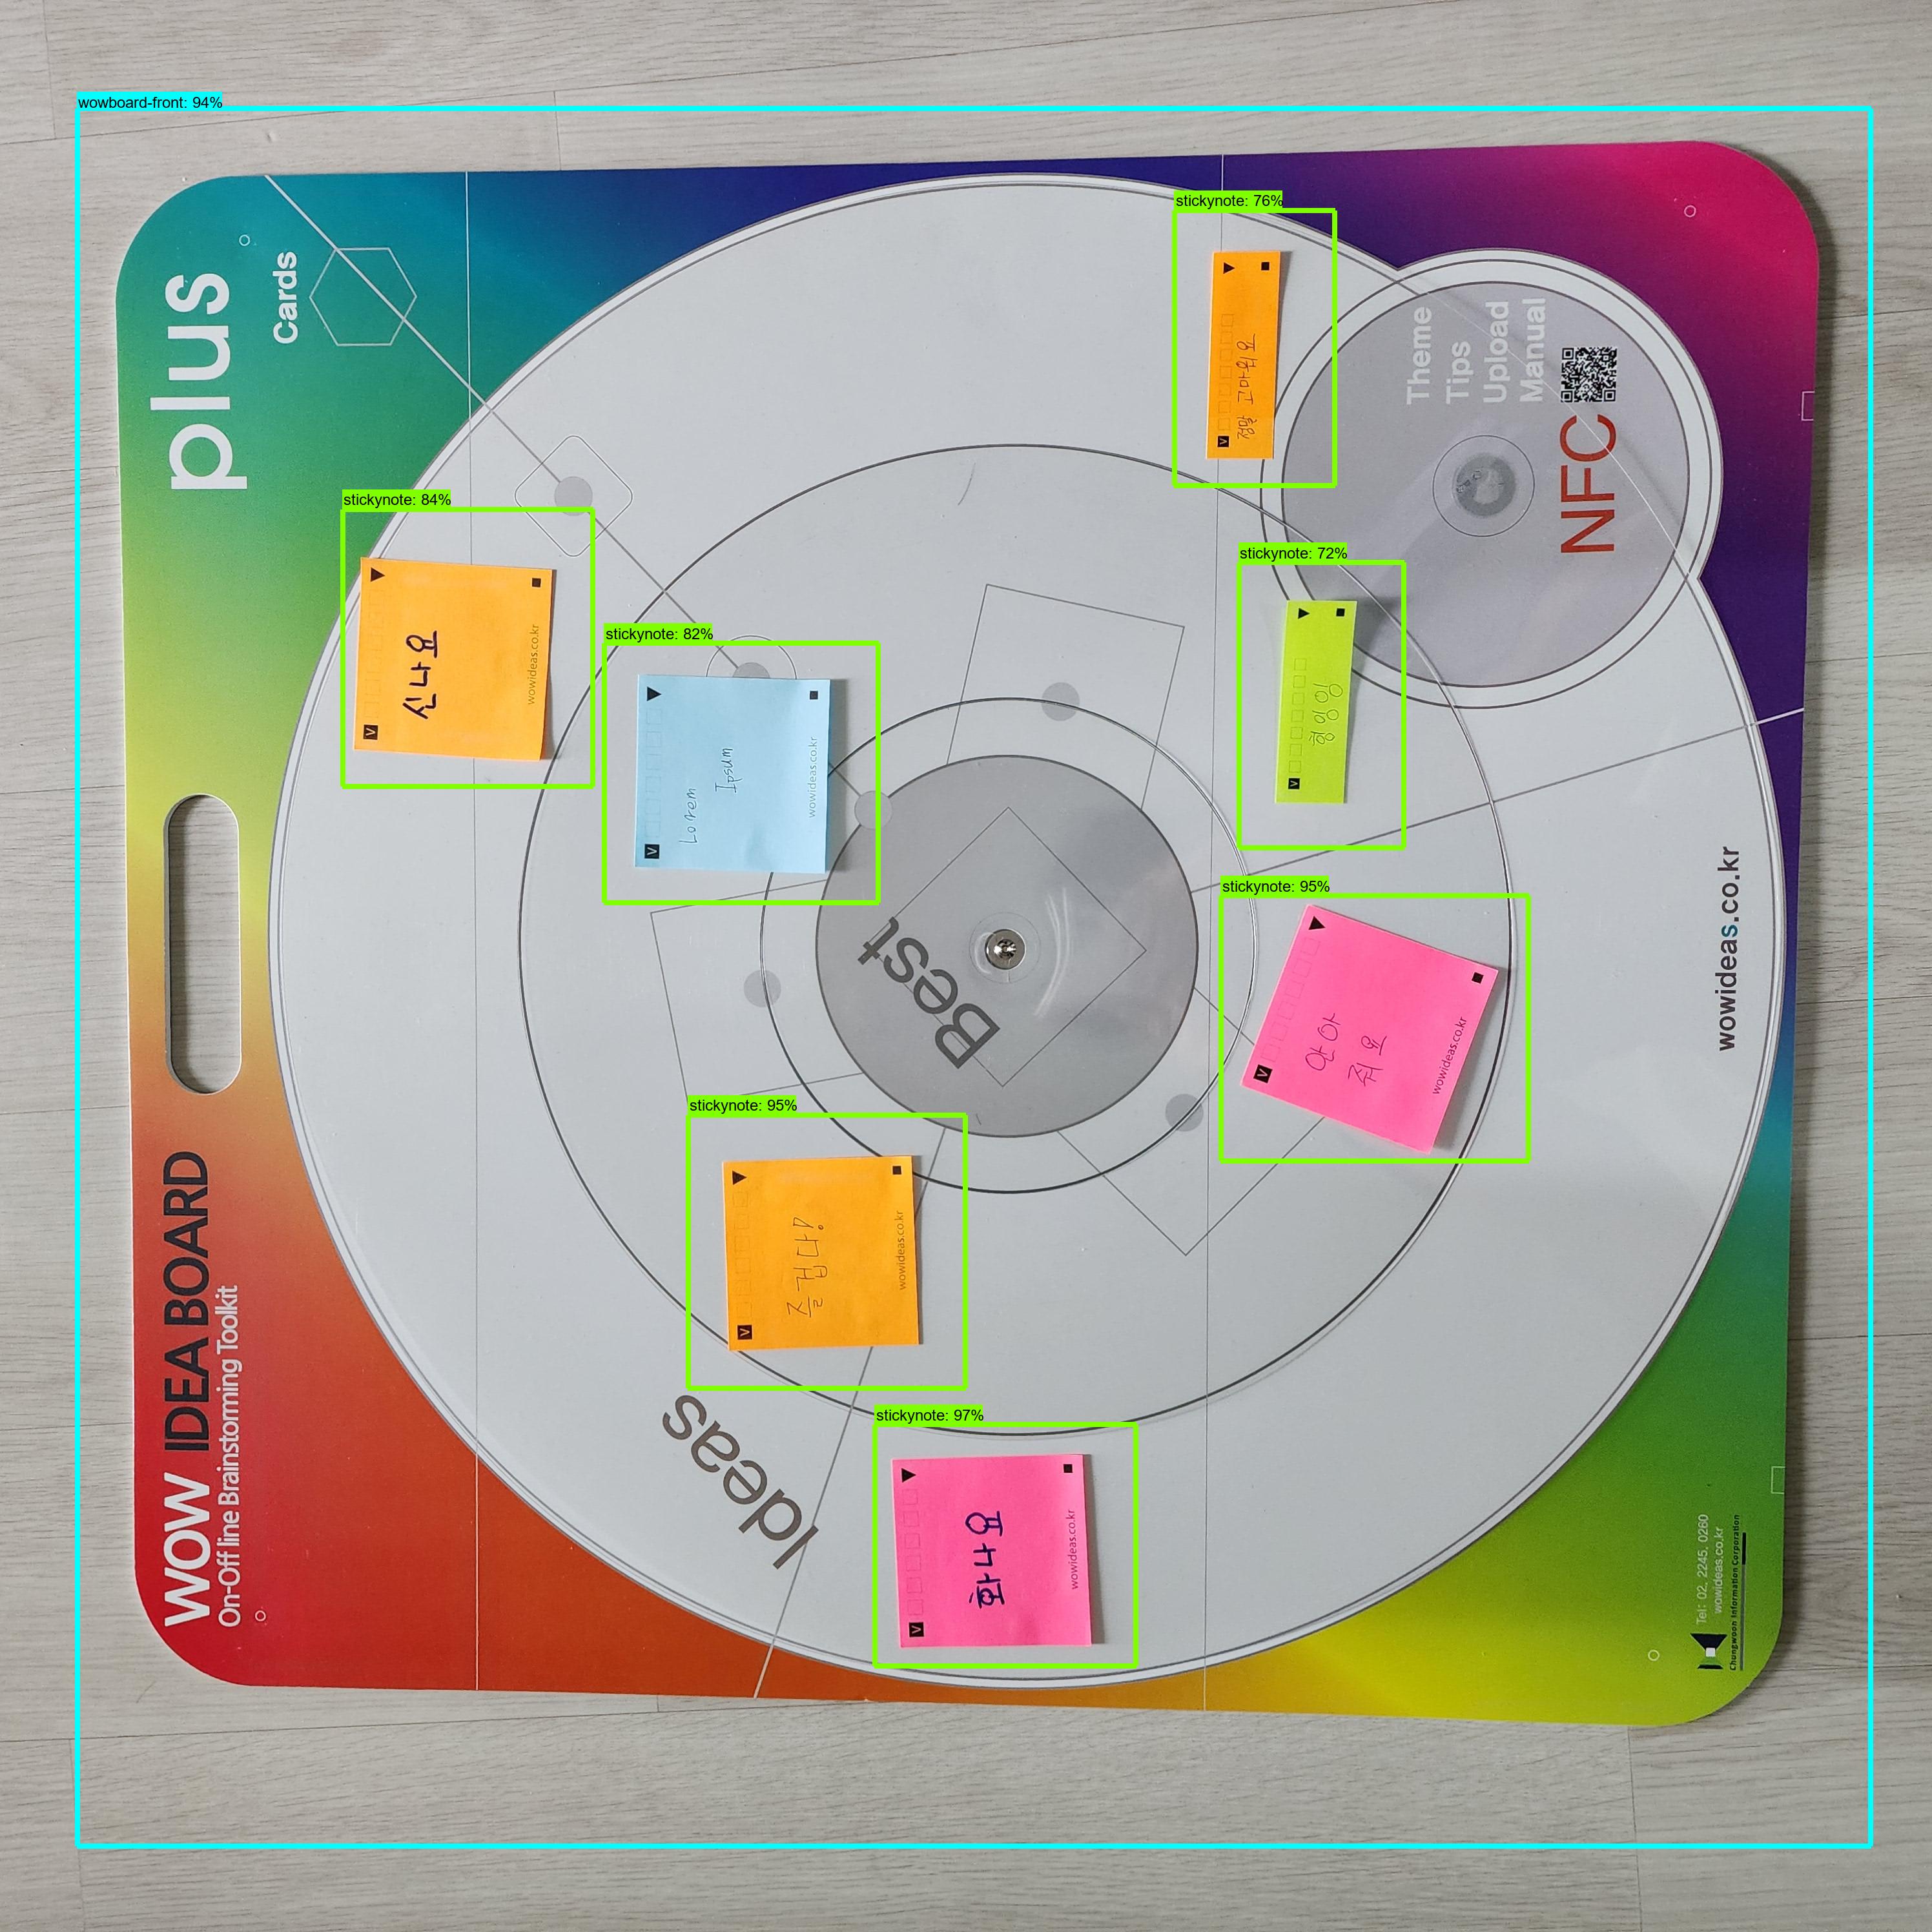 wowboard-front: 94%
stickynote: 76%
stickynote: 84%
stickynote: 72%
stickynote: 82%
stickynote: 95%
stickynote: 95%
stickynote: 97%
WOW IDEA BOARD
On-Off line Brainstorming Toolkit
plus
Cards
V
신나요
wowideas.co.kr
V
Lorem
Ipsum
wowideas.co.kr
V
정말 고마워요
V
힝잉잉
V
안아
줘요
wowideas.co.kr
V
즐겁다!
wowideas.co.kr
V
화나요
wowideas.co.kr
Best
Ideas
Theme
Tips
Upload
Manual
NFC
wowideas.co.kr
Tel: 02. 2245. 0260
wowideas.co.kr
Chungwoon Information Corporation